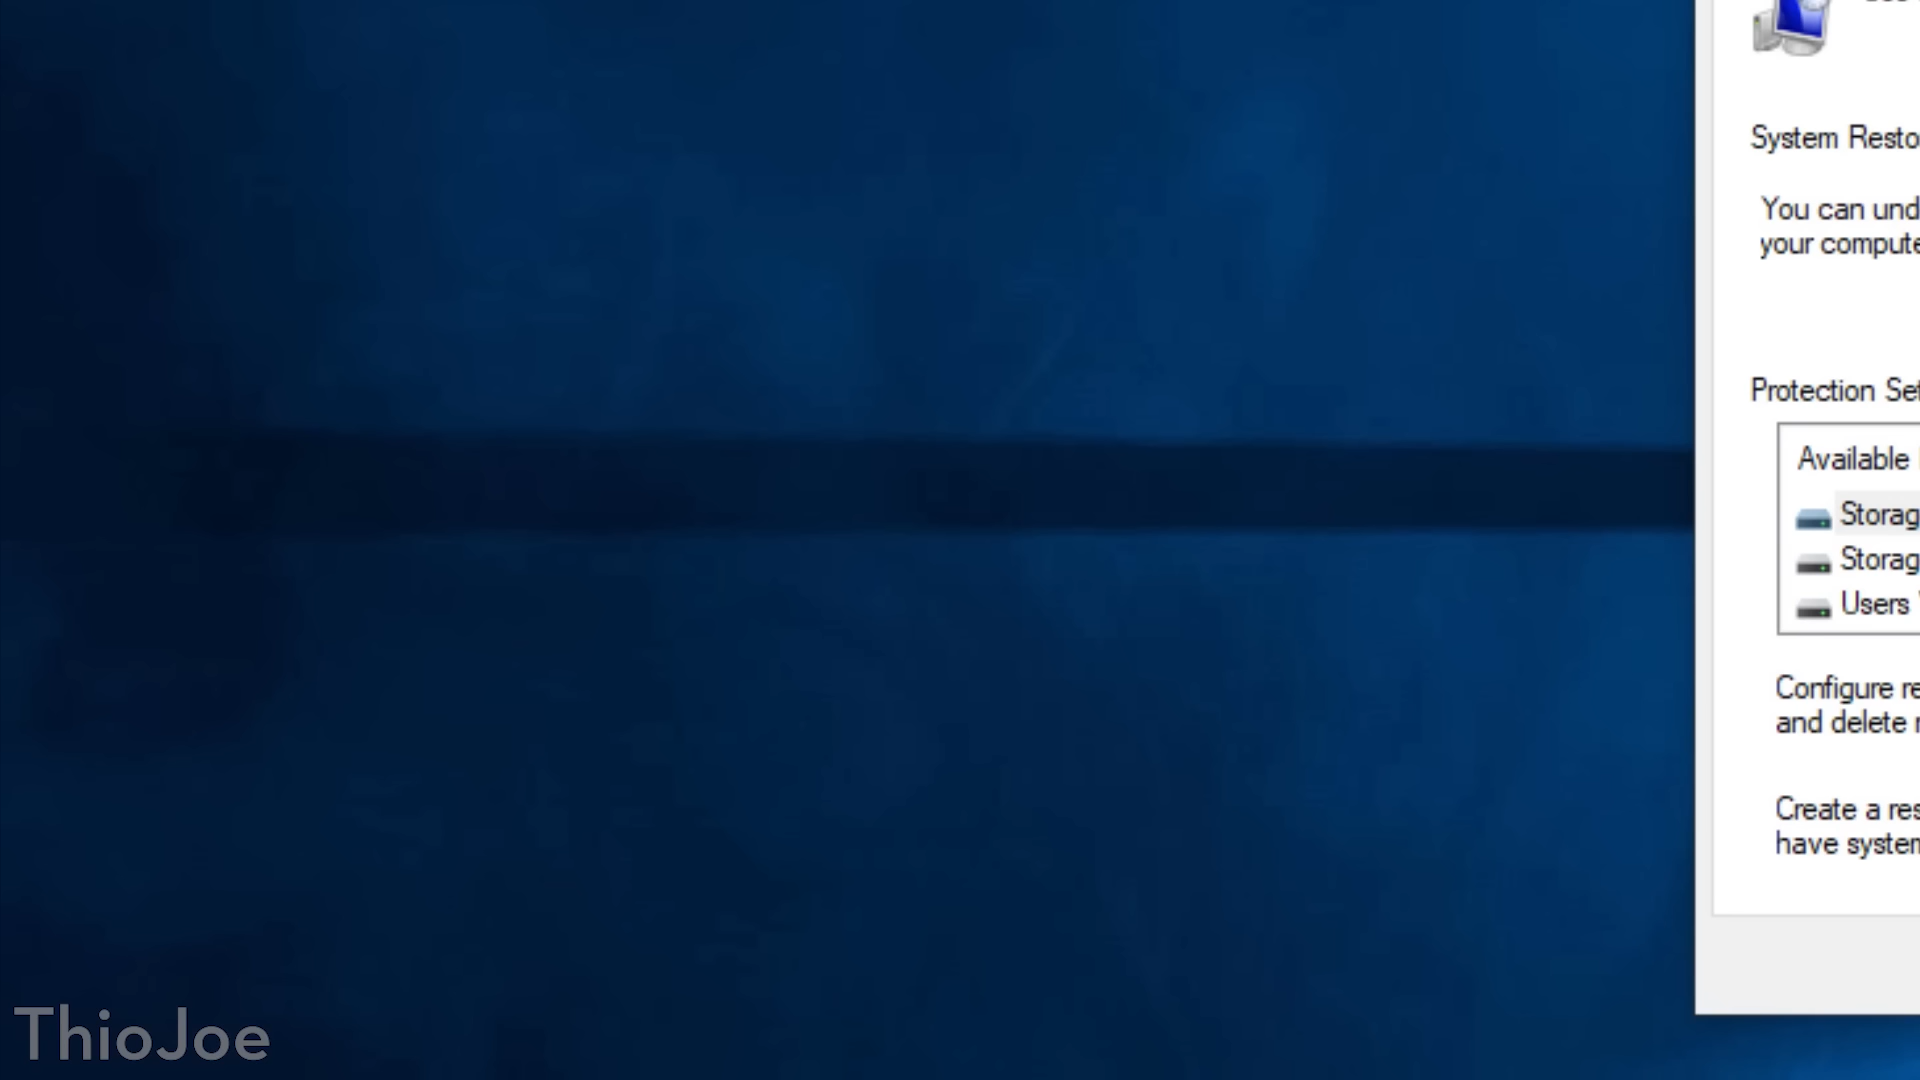 System Resto
You can und
your compute
Protection Set
Available
Storag
Storag
Users
Configure re
and delete
Create a res
have system
ThioJoe